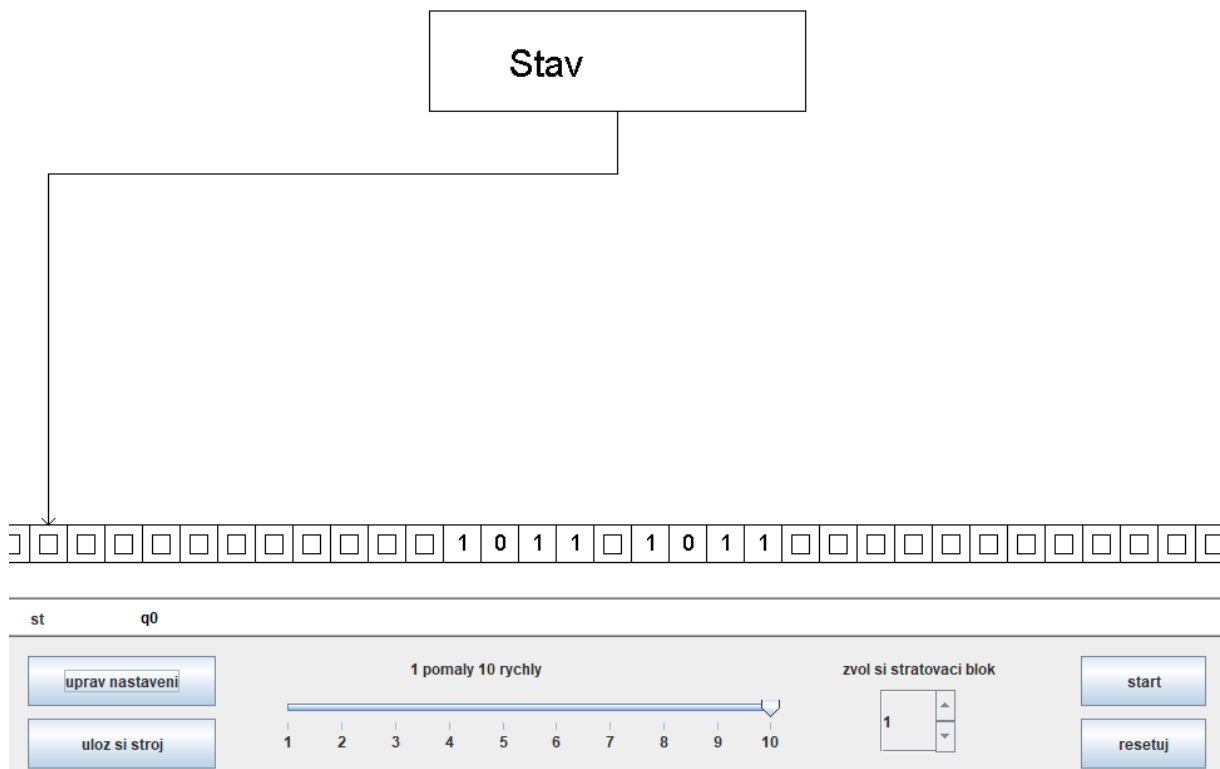 Stav
1 0 1 1 1 0 1 1
st q0
uprav nastaveni
1 pomaly 10 rychly
zvol si stratovaci blok
start
1
uloz si stroj
1 2 3 4 5 6 7 8 9 10
resetuj